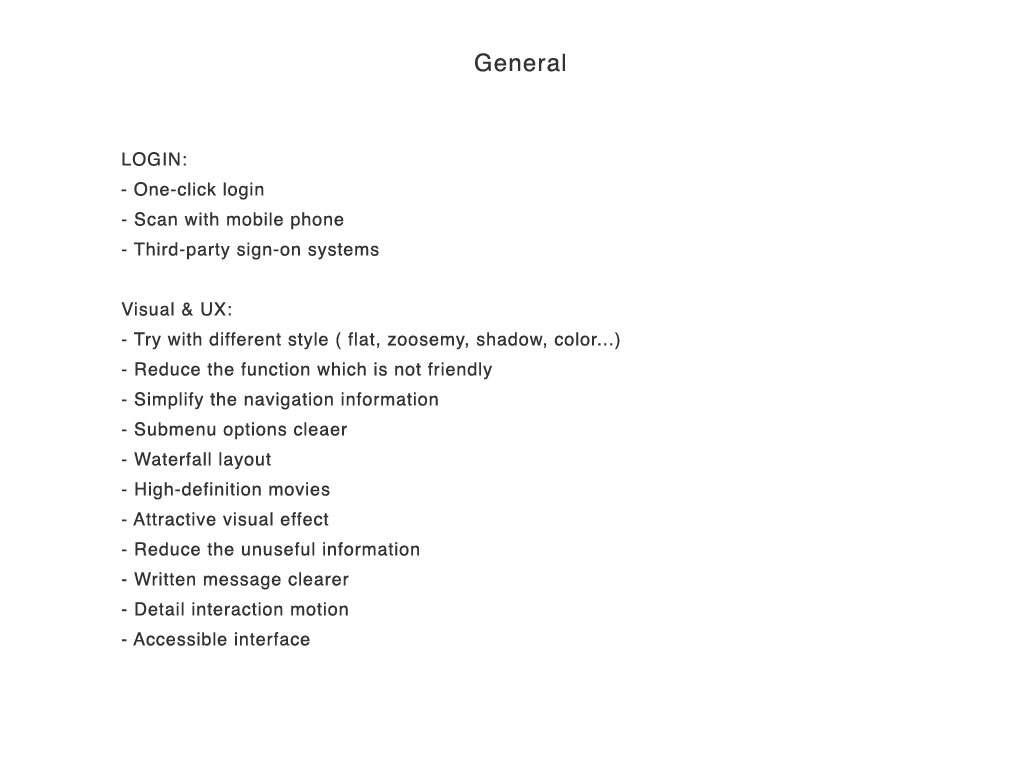 General
LOGIN:
- One-click login
- Scan with mobile phone
- Third-party sign-on systems
Visual & UX:
- Try with different style ( flat, zoosemy, shadow, color...)
- Reduce the function which is not friendly
- Simplify the navigation information
- Submenu options cleaer
- Waterfall layout
- High-definition movies
- Attractive visual effect
- Reduce the unuseful information
- Written message clearer
- Detail interaction motion
- Accessible interface